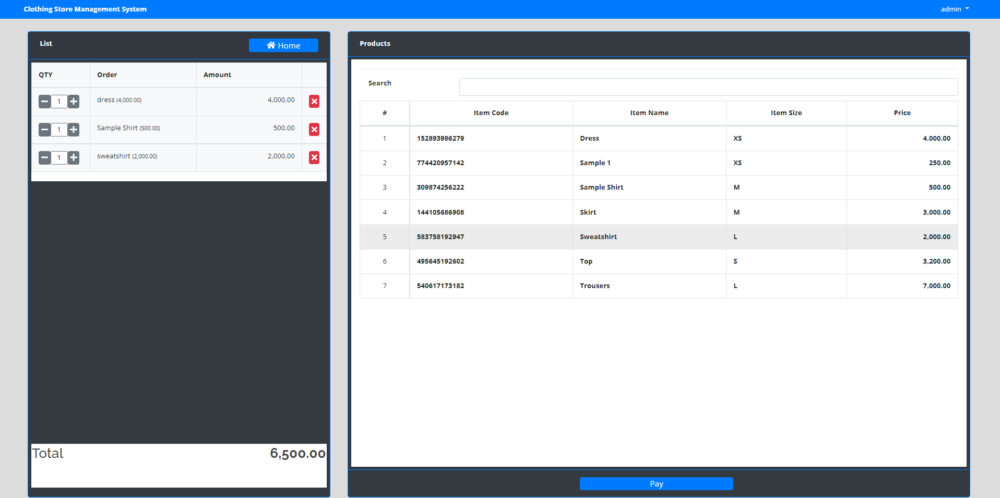 Clothing Store Management System
admin
List
Home
QTY Order Amount
1 dress (4,000.00) 4,000.00
1 Sample Shirt (500.00) 500.00
1 sweatshirt (2,000.00) 2,000.00
Total 6,500.00
Products
Search
# Item Code Item Name Item Size Price
1 152893986279 Dress XS 4,000.00
2 774420957142 Sample 1 XS 250.00
3 309874256222 Sample Shirt M 500.00
4 144105686908 Skirt M 3,000.00
5 583758192947 Sweatshirt L 2,000.00
6 495645192602 Top S 3,200.00
7 540617173182 Trousers L 7,000.00
Pay